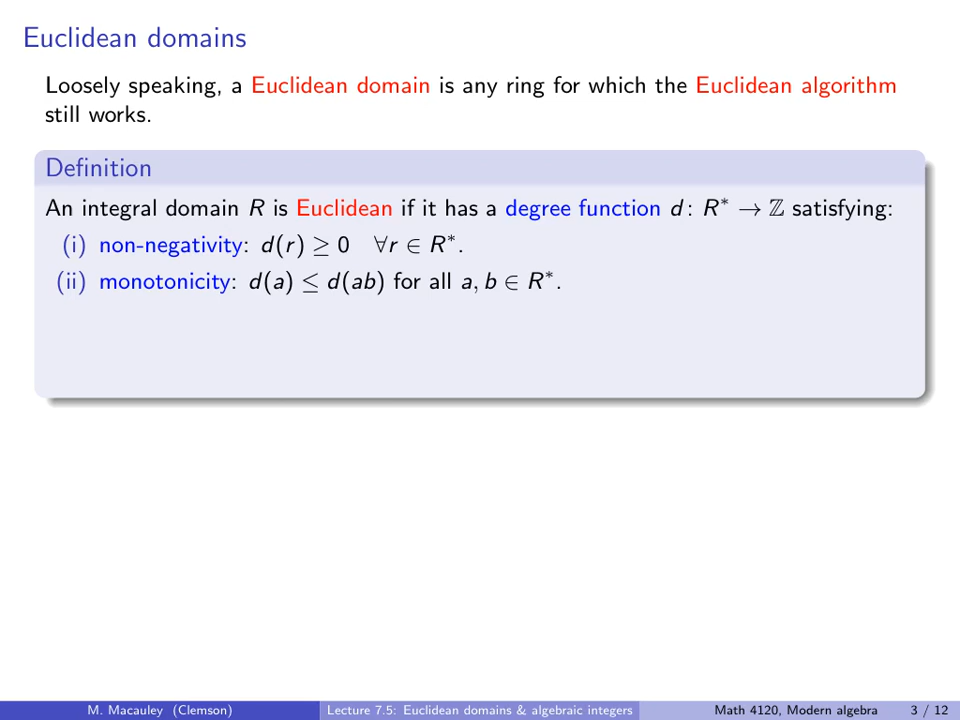 Euclidean domains
Loosely speaking, a Euclidean domain is any ring for which the Euclidean algorithm
still works.
Definition
An integral domain R is Euclidean if it has a degree function d : R* → ℤ satisfying:
(i) non-negativity: d(r) ≥ 0 ∀r ∈ R*.
(ii) monotonicity: d(a) ≤ d(ab) for all a, b ∈ R*.
M. Macauley (Clemson) Lecture 7.5: Euclidean domains & algebraic integers Math 4120, Modern algebra 3 / 12